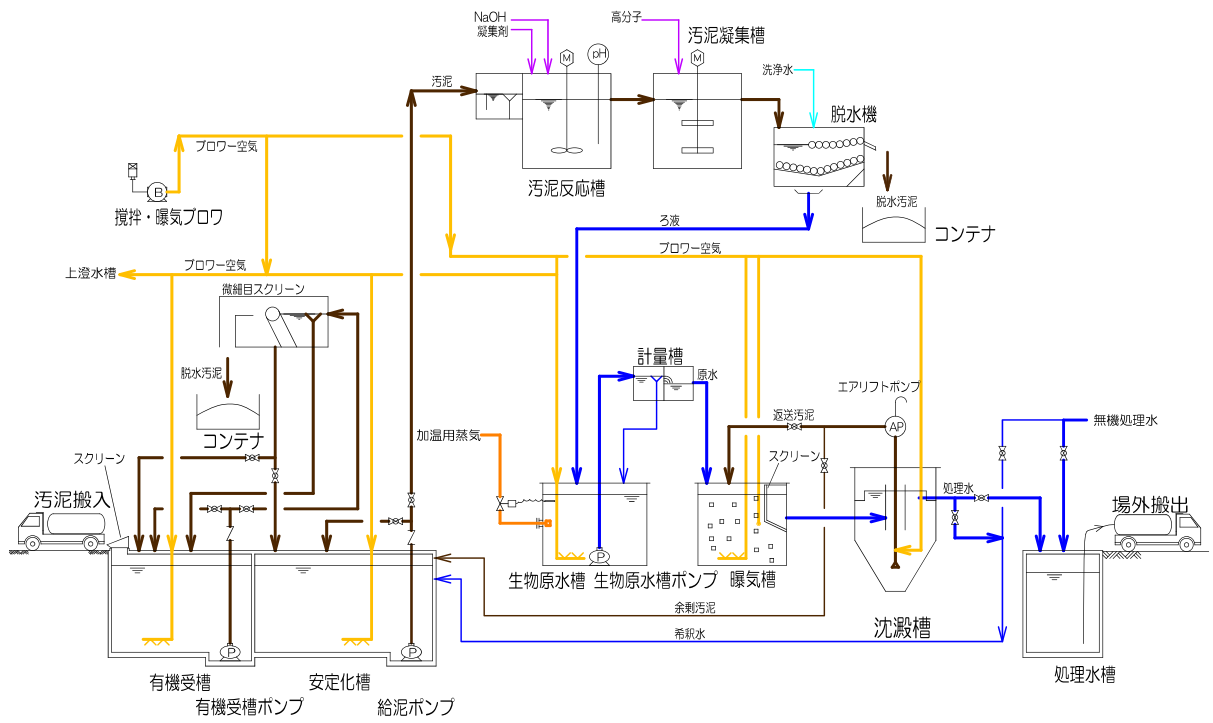 NaOH
凝集剤
高分子
汚泥凝集槽
M
pH
M
洗浄水
汚泥
脱水機
ブロワー空気
B
撹拌・曝気ブロワ
汚泥反応槽
脱水汚泥
コンテナ
ろ液
ブロワー空気
上澄水槽
ブロワー空気
微細目スクリーン
計量槽
原水
脱水汚泥
エアリフトポンプ
コンテナ
加温用蒸気
返送汚泥
AP
無機処理水
スクリーン
スクリーン
汚泥搬入
処理水
場外搬出
P
生物原水槽
生物原水槽ポンプ
曝気槽
余剰汚泥
沈澱槽
希釈水
P
P
有機受槽
安定化槽
処理水槽
有機受槽ポンプ
給泥ポンプ